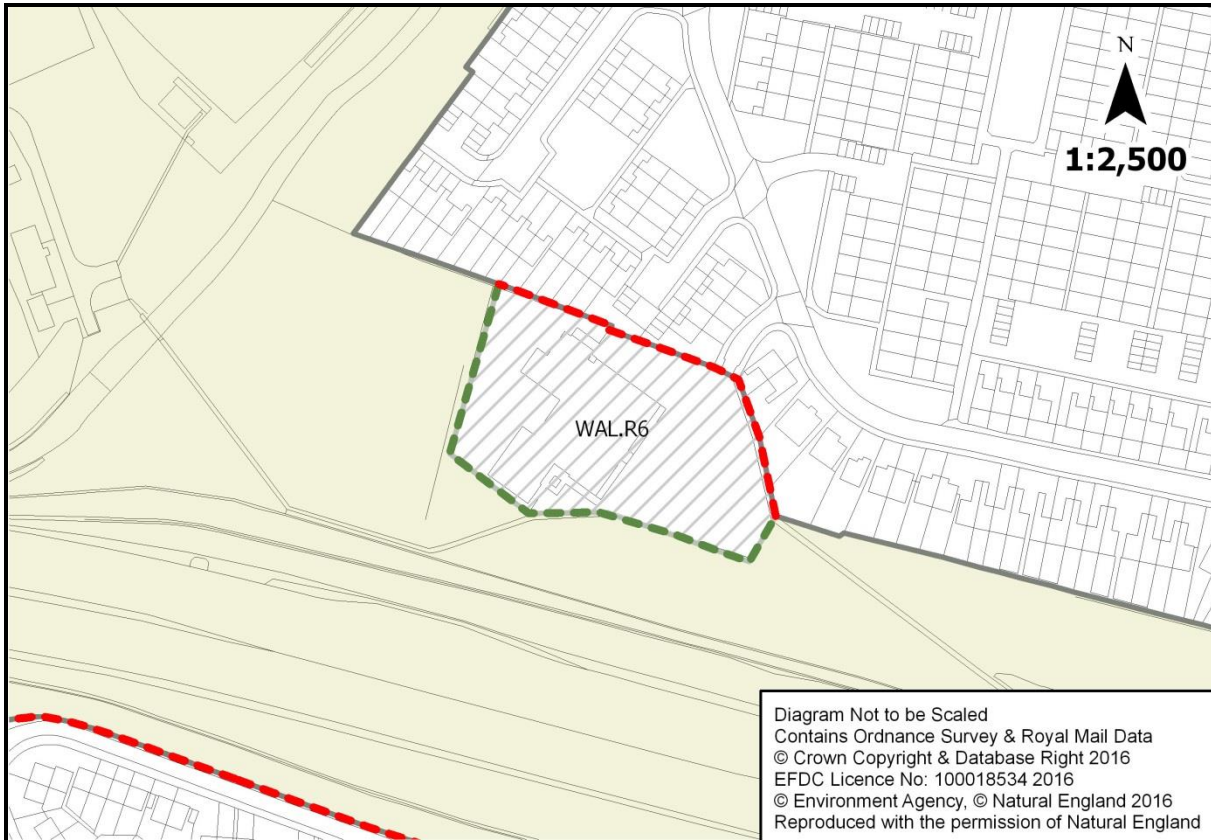 N
1:2,500
WAL.R6
Diagram Not to be Scaled
Contains Ordnance Survey & Royal Mail Data
© Crown Copyright & Database Right 2016
EFDC Licence No: 100018534 2016
© Environment Agency, © Natural England 2016
Reproduced with the permission of Natural England